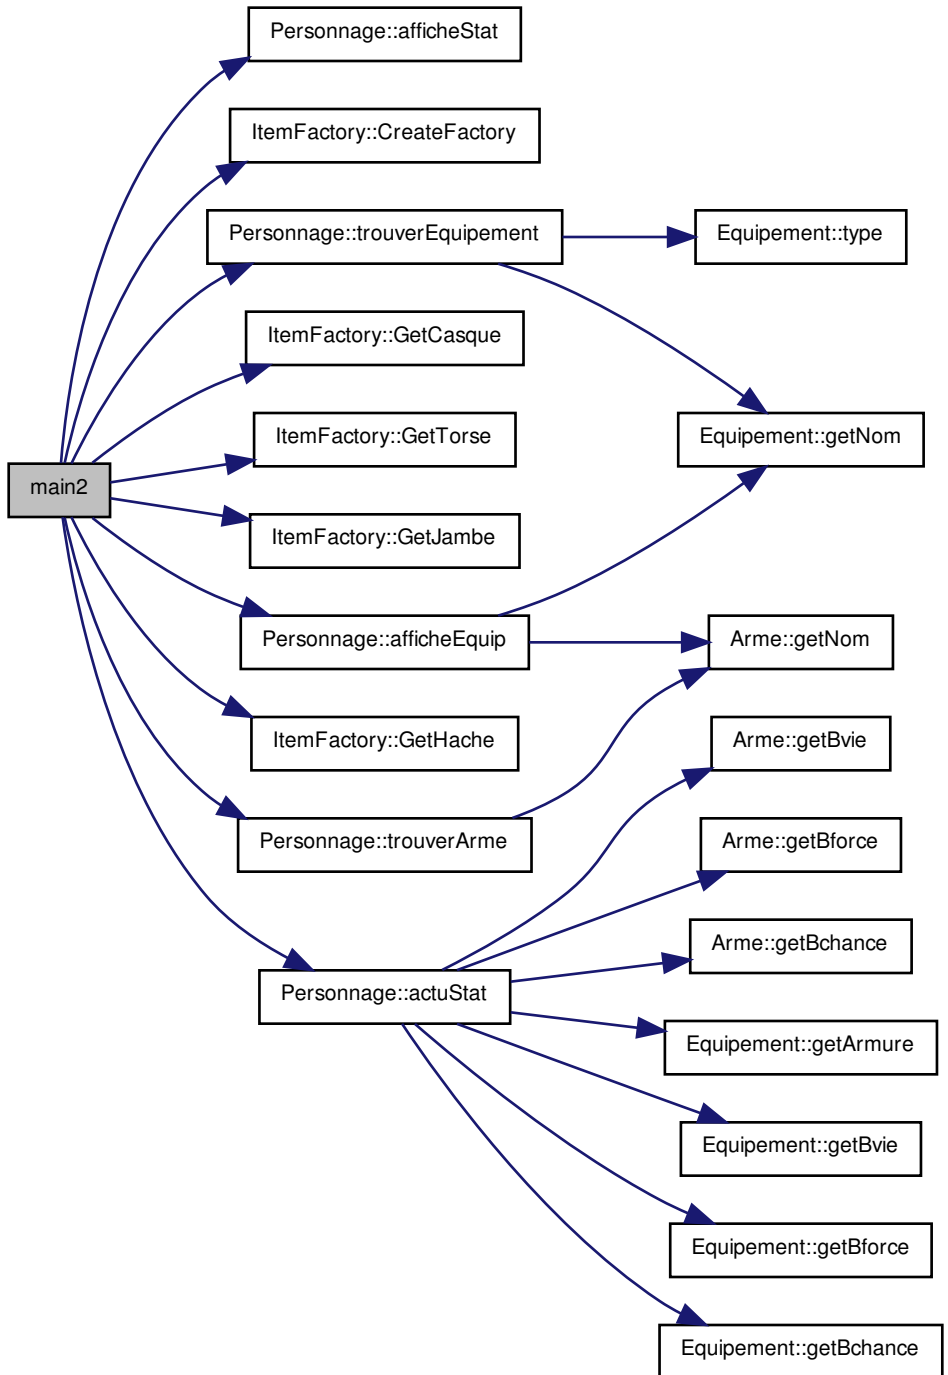 Personnage::afficheStat
ItemFactory::CreateFactory
Personnage::trouverEquipement
Equipement::type
ItemFactory::GetCasque
ItemFactory::GetTorse
Equipement::getNom
main2
ItemFactory::GetJambe
Personnage::afficheEquip
Arme::getNom
ItemFactory::GetHache
Arme::getBvie
Personnage::trouverArme
Arme::getBforce
Arme::getBchance
Personnage::actuStat
Equipement::getArmure
Equipement::getBvie
Equipement::getBforce
Equipement::getBchance